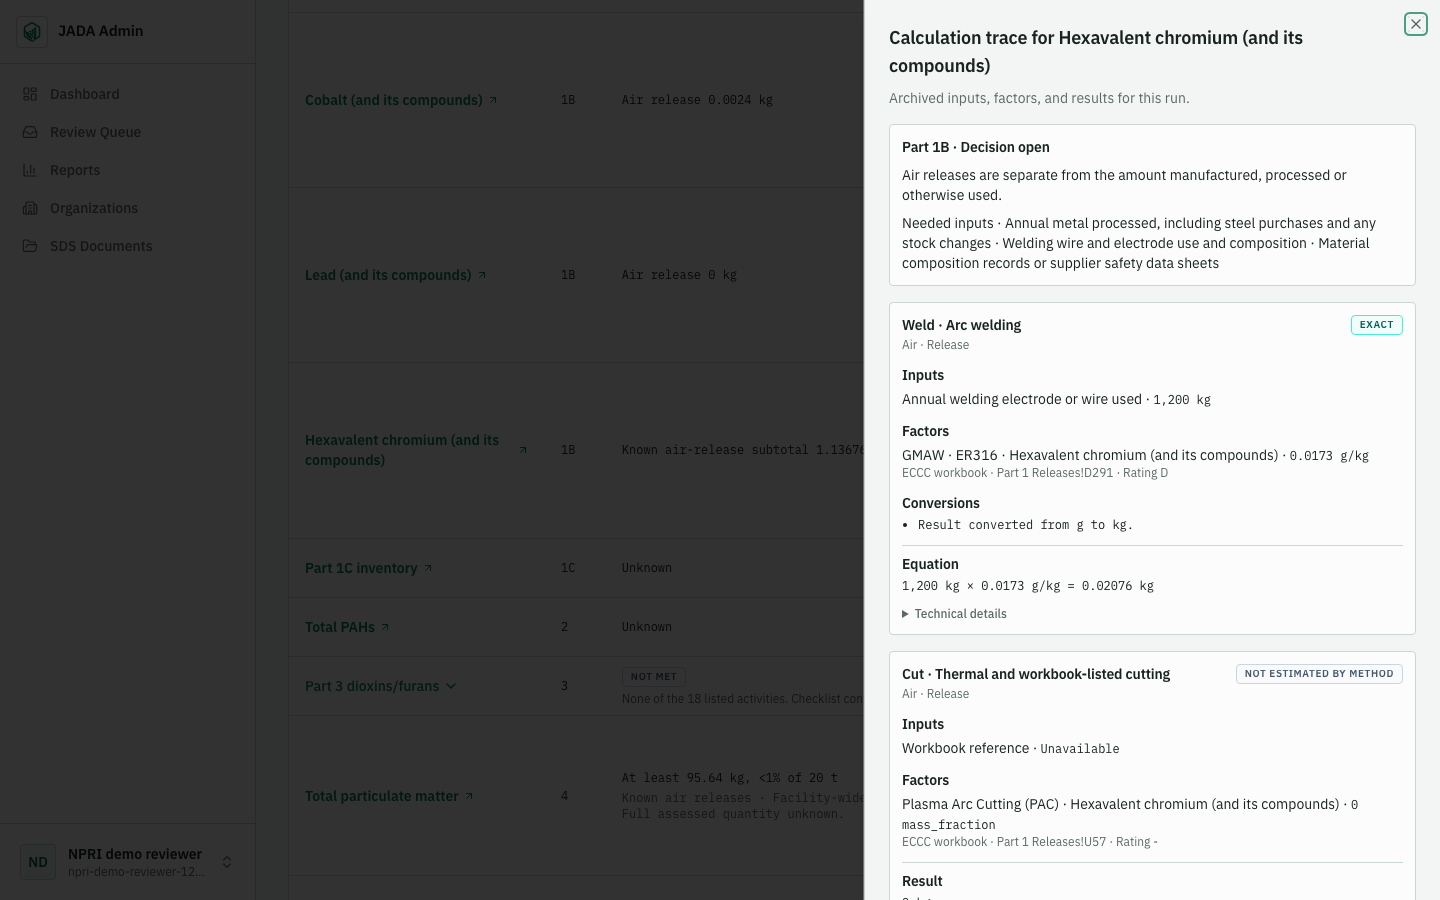 JADA Admin
Dashboard
Review Queue
Reports
Organizations
SDS Documents
ND
NPRI demo reviewer
npri-demo-reviewer-12...
Cobalt (and its compounds)
1B
Air release 0.0024 kg
Lead (and its compounds)
1B
Air release 0 kg
Hexavalent chromium (and its
compounds)
1B
Known air-release subtotal 1.1367
Part 1C inventory
1C
Unknown
Total PAHs
2
Unknown
Part 3 dioxins/furans
3
NOT MET
None of the 18 listed activities. Checklist con
Total particulate matter
4
At least 95.64 kg, <1% of 20 t
Known air releases · Facility-wide
Full assessed quantity unknown.
Calculation trace for Hexavalent chromium (and its
compounds)
Archived inputs, factors, and results for this run.
Part 1B · Decision open
Air releases are separate from the amount manufactured, processed or
otherwise used.
Needed inputs · Annual metal processed, including steel purchases and any
stock changes · Welding wire and electrode use and composition · Material
composition records or supplier safety data sheets
Weld · Arc welding
EXACT
Air · Release
Inputs
Annual welding electrode or wire used · 1,200 kg
Factors
GMAW · ER316 · Hexavalent chromium (and its compounds) · 0.0173 g/kg
ECCC workbook · Part 1 Releases!D291 · Rating D
Conversions
• Result converted from g to kg.
Equation
1,200 kg × 0.0173 g/kg = 0.02076 kg
Technical details
Cut · Thermal and workbook-listed cutting
NOT ESTIMATED BY METHOD
Air · Release
Inputs
Workbook reference · Unavailable
Factors
Plasma Arc Cutting (PAC) · Hexavalent chromium (and its compounds) · 0
mass_fraction
ECCC workbook · Part 1 Releases!U57 · Rating -
Result